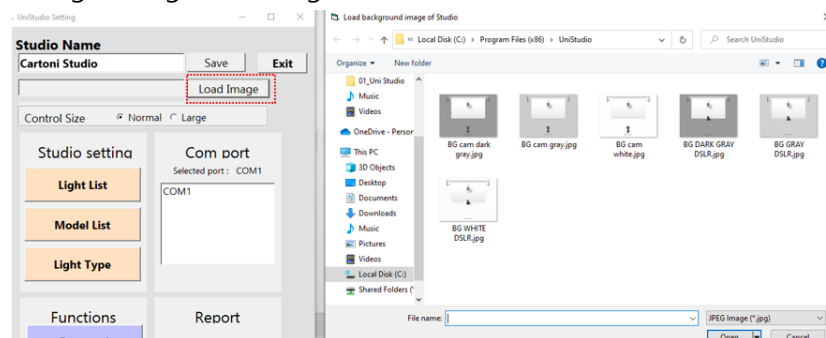 UniStudio Setting
Studio Name
Cartoni Studio
Save
Exit
Load Image
Control Size
Normal
Large
Studio setting
Light List
Model List
Light Type
Com port
Selected port : COM1
COM1
Functions
Report
Load background image of Studio
« Local Disk (C:) › Program Files (x86) › UniStudio
Search UniStudio
Organize
New folder
01_Uni Studio
Music
Videos
OneDrive - Person
This PC
3D Objects
Desktop
Documents
Downloads
Music
Pictures
Videos
Local Disk (C:)
Shared Folders ("
BG cam dark
gray.jpg
BG cam gray.jpg
BG cam
white.jpg
BG DARK GRAY
DSLR.jpg
BG GRAY
DSLR.jpg
BG WHITE
DSLR.jpg
File name:
JPEG Image (*.jpg)
Open
Cancel